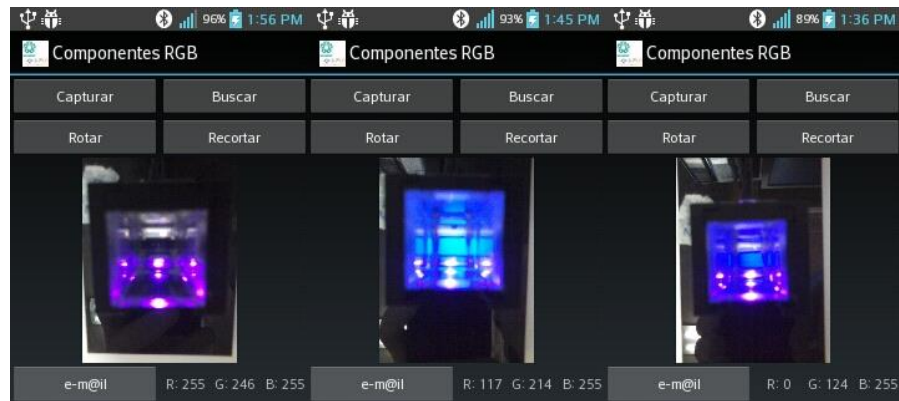 96% 1:56 PM
Componentes RGB
Capturar Buscar
Rotar Recortar
e-m@il R: 255 G: 246 B: 255
93% 1:45 PM
Componentes RGB
Capturar Buscar
Rotar Recortar
e-m@il R: 117 G: 214 B: 255
89% 1:36 PM
Componentes RGB
Capturar Buscar
Rotar Recortar
e-m@il R: 0 G: 124 B: 255